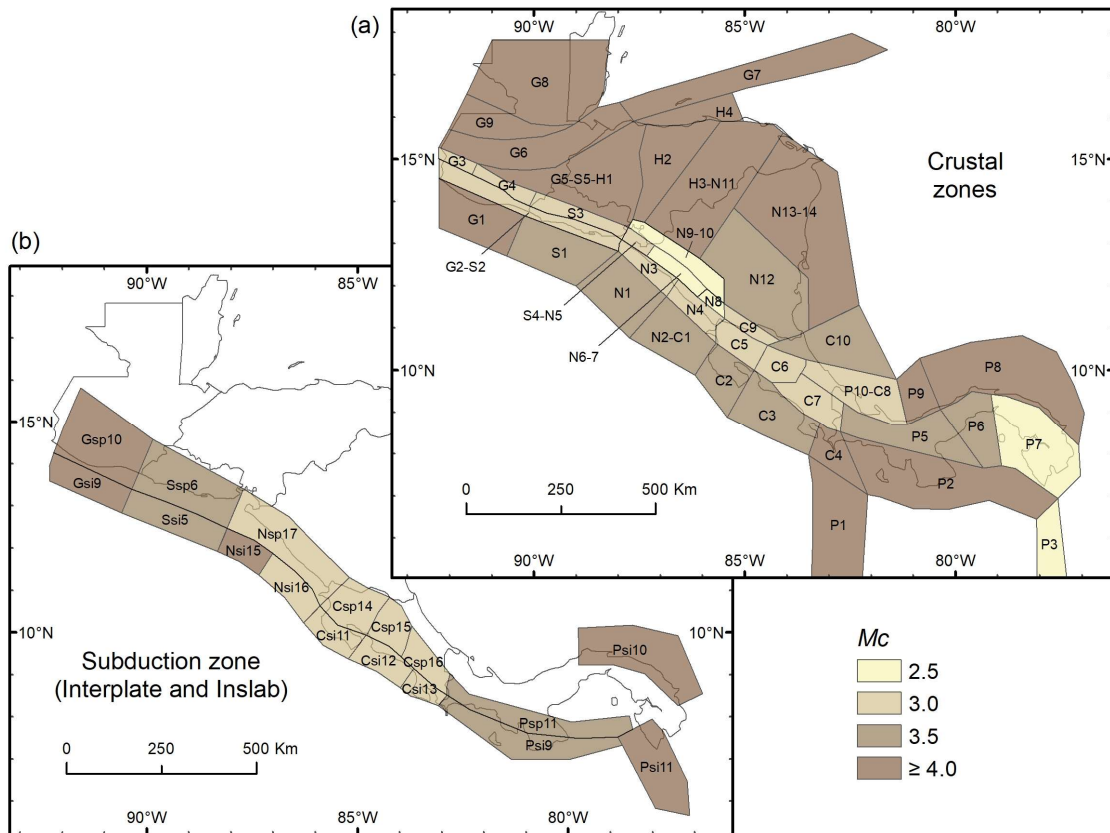 (a)
90°W
85°W
80°W
G8
G7
G9
H4
15°N
G3
G6
H2
15°N
Crustal
zones
G4
G5-S5-H1
H3-N11
G1
S3
N13-14
(b)
G2-S2
S1
N9-10
N3
N12
90°W
85°W
N1
N8
S4-N5
N4
C9
N2-C1
C5
C10
N6-7
10°N
C6
10°N
P8
C2
P10-C8
P9
C7
C3
P6
15°N
P5
P7
Gsp10
C4
P2
Gsi9
Ssp6
0 250 500 Km
Ssi5
P1
P3
Nsp17
Nsi15
Nsi16
90°W
85°W
80°W
Csp14
10°N
Csi11
Csp15
Mc
Subduction zone
(Interplate and Inslab)
Csi12
Csp16
Psi10
2.5
Csi13
3.0
Psp11
3.5
0 250 500 Km
Psi9
Psi11
≥ 4.0
90°W
85°W
80°W